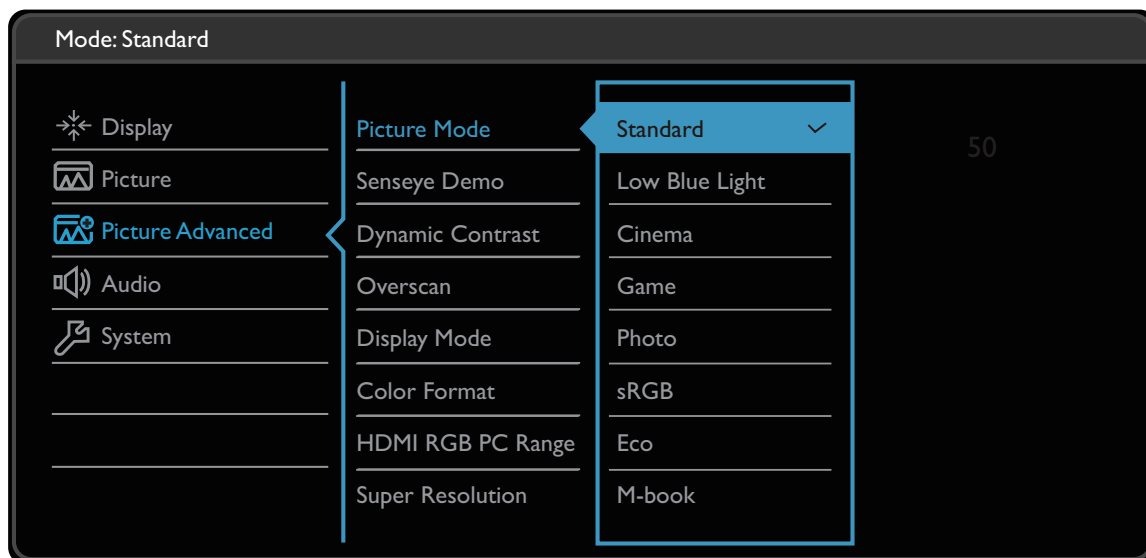 Mode: Standard
Display
Picture
Picture Advanced
Audio
System
Picture Mode
Senseye Demo
Dynamic Contrast
Overscan
Display Mode
Color Format
HDMI RGB PC Range
Super Resolution
Standard
Low Blue Light
Cinema
Game
Photo
sRGB
Eco
M-book
50